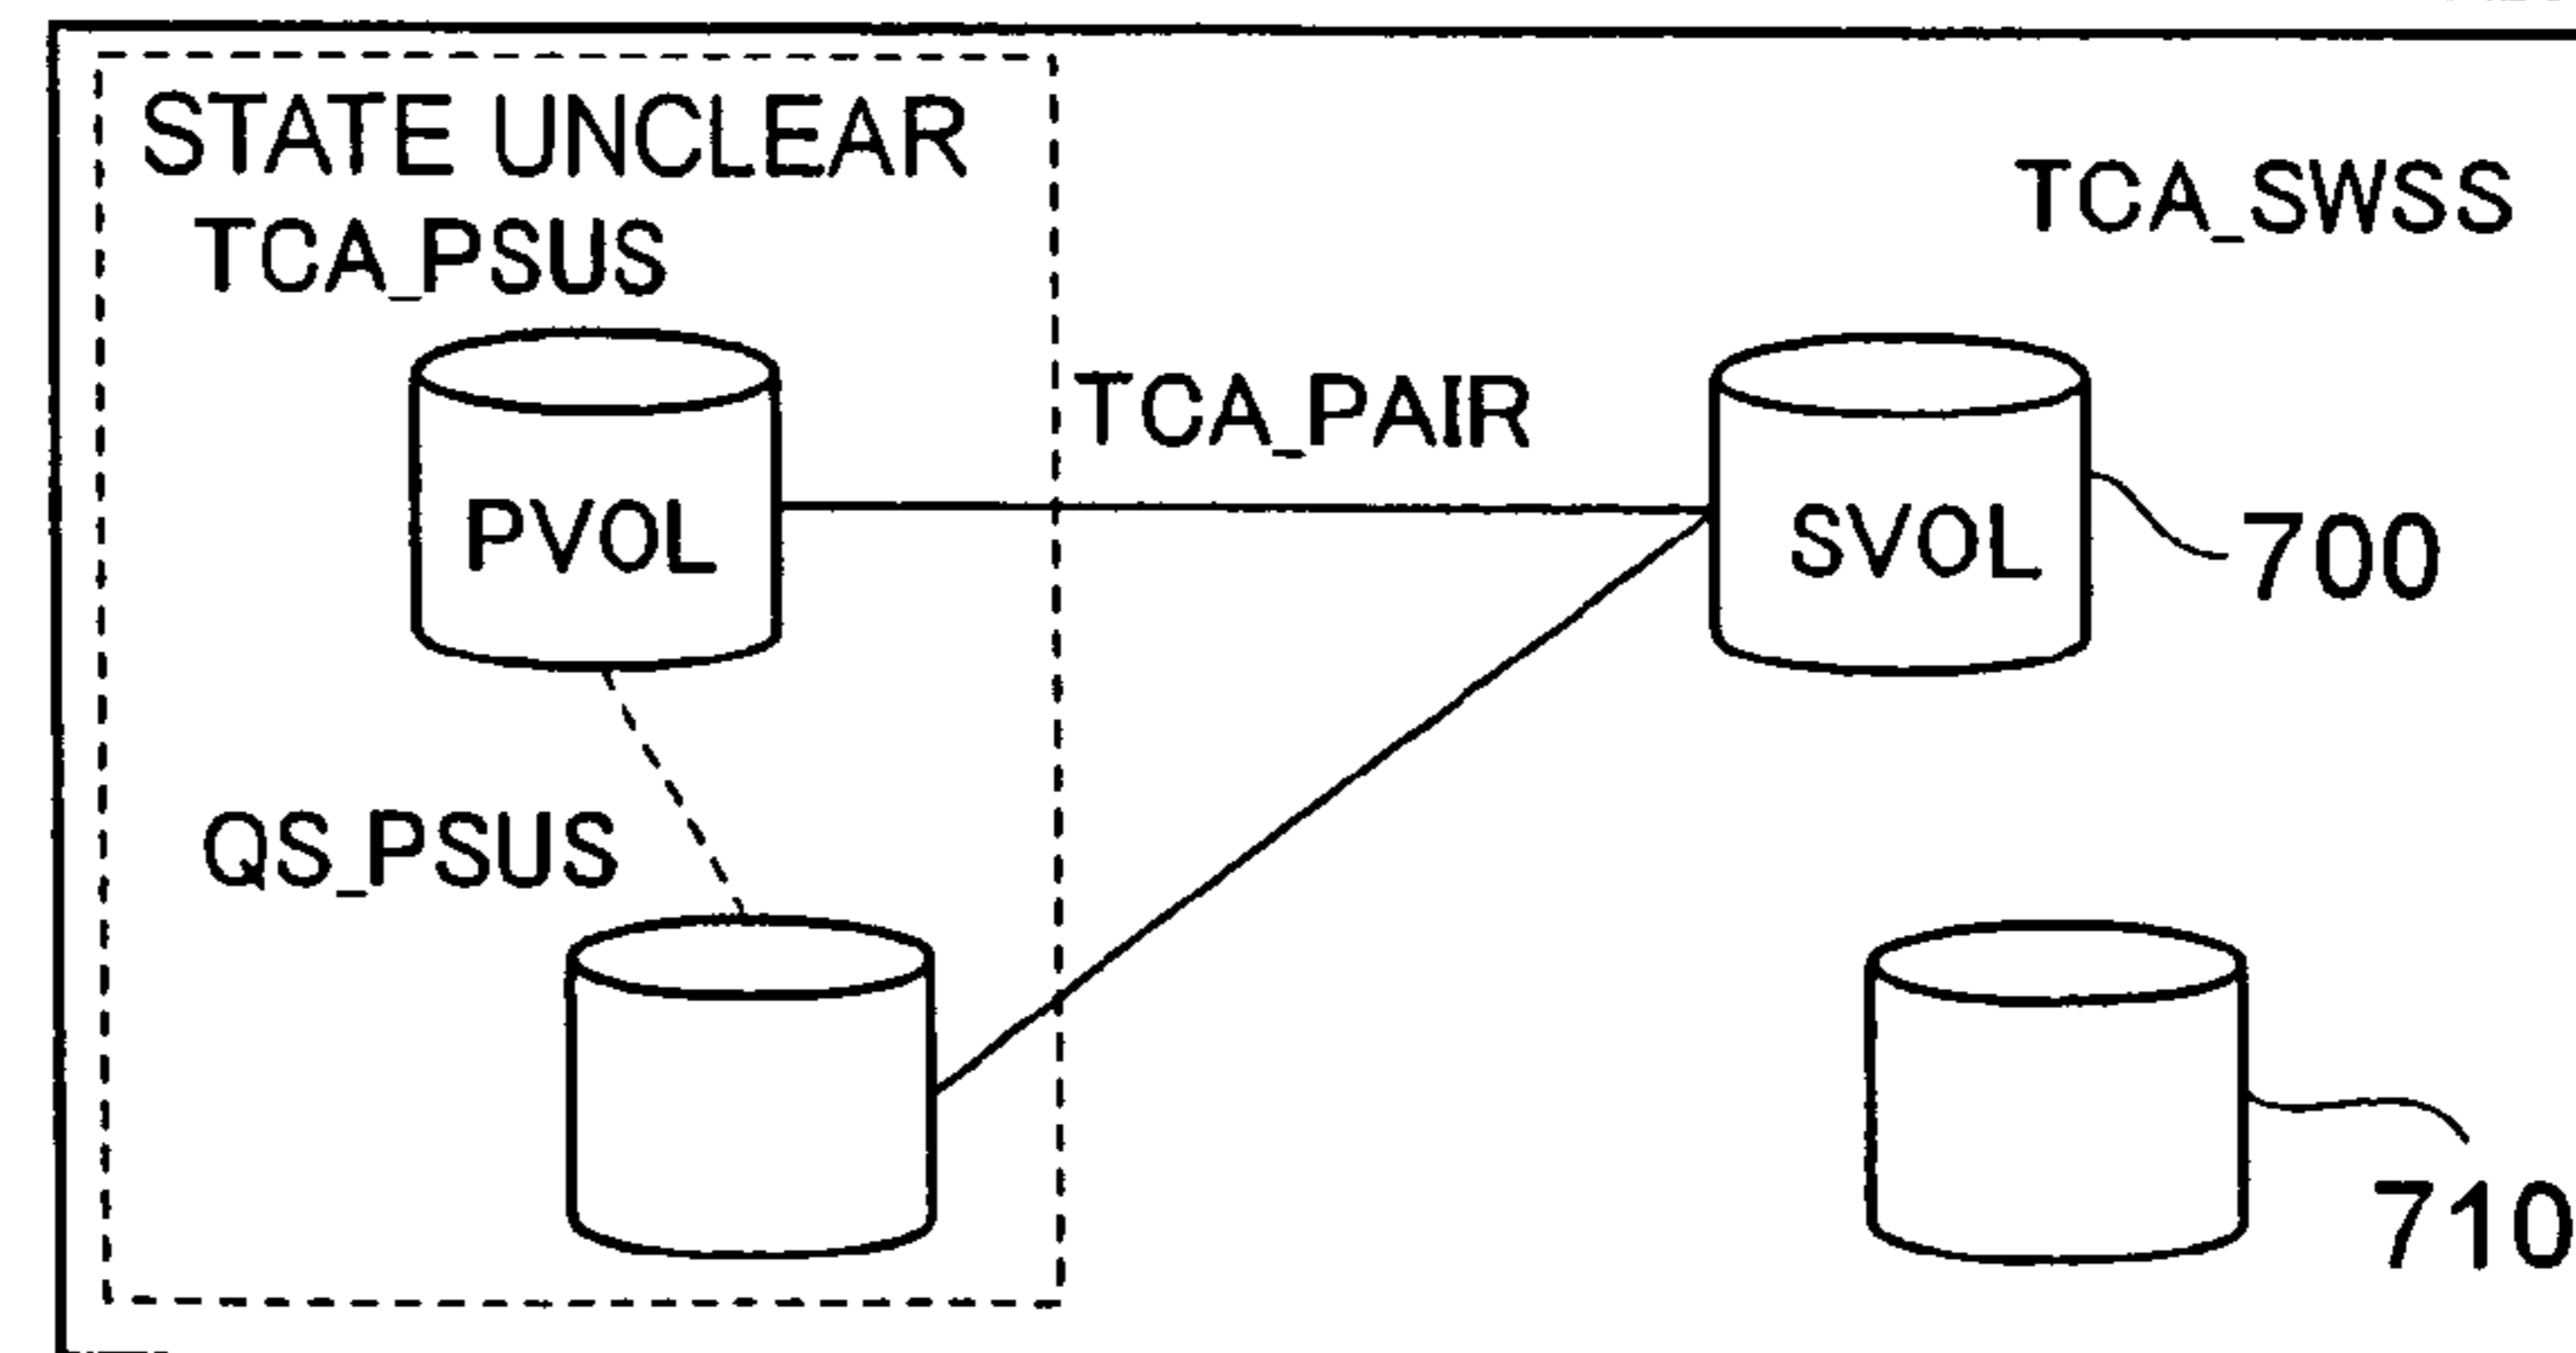 STATE UNCLEAR
TCA_PSUS
TCA_SWSS
TCA_PAIR
PVOL
SVOL
700
QS_PSUS
710